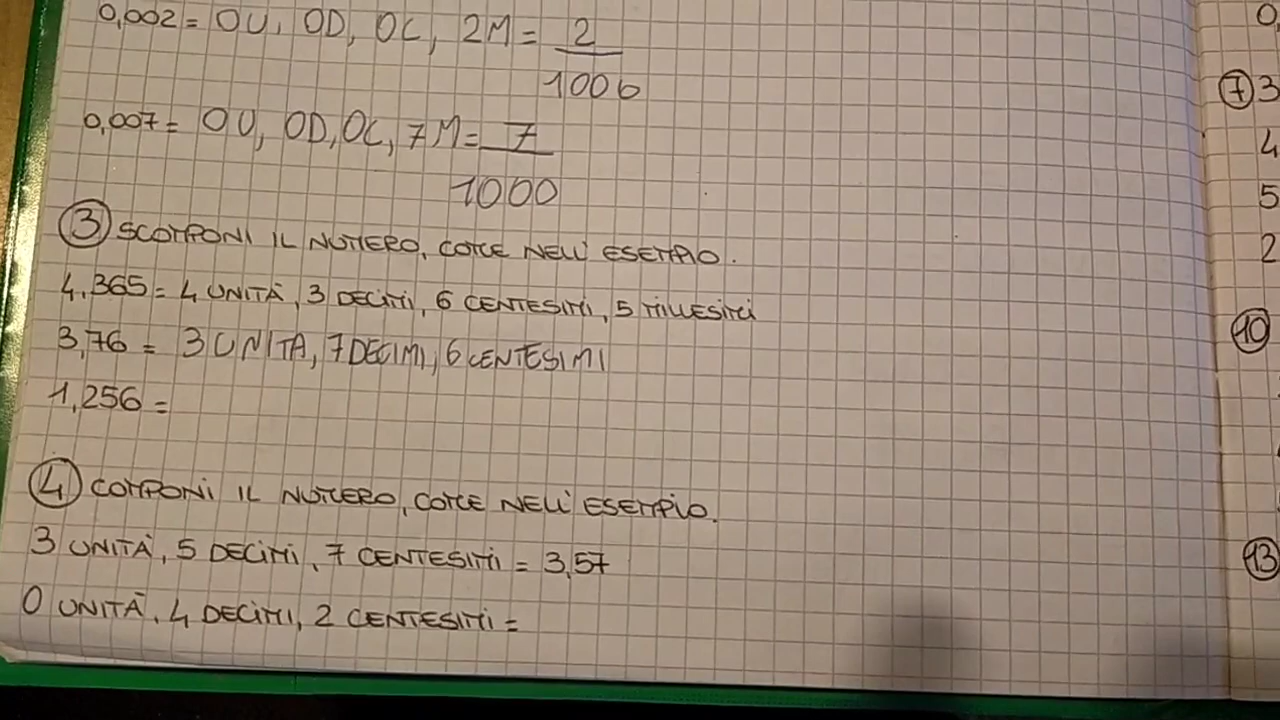 0,002 = 0U, 0D, 0C, 2M = 2
1000
0,007 = 0U, 0D, 0C, 7M = 7
1000
3 SCOMPONI IL NUMERO, COME NELL'ESEMPIO.
4,365 = 4 UNITÀ, 3 DECIMI, 6 CENTESIMI, 5 MILLESIMI
3,76 = 3 UNITA, 7 DECIMI, 6 CENTESIMI
1,256 =
4 COMPONI IL NUMERO, COME NELL'ESEMPIO.
3 UNITÀ, 5 DECIMI, 7 CENTESIMI = 3,57
0 UNITÀ, 4 DECIMI, 2 CENTESIMI =
0,
7 3
4
5
2
10
13